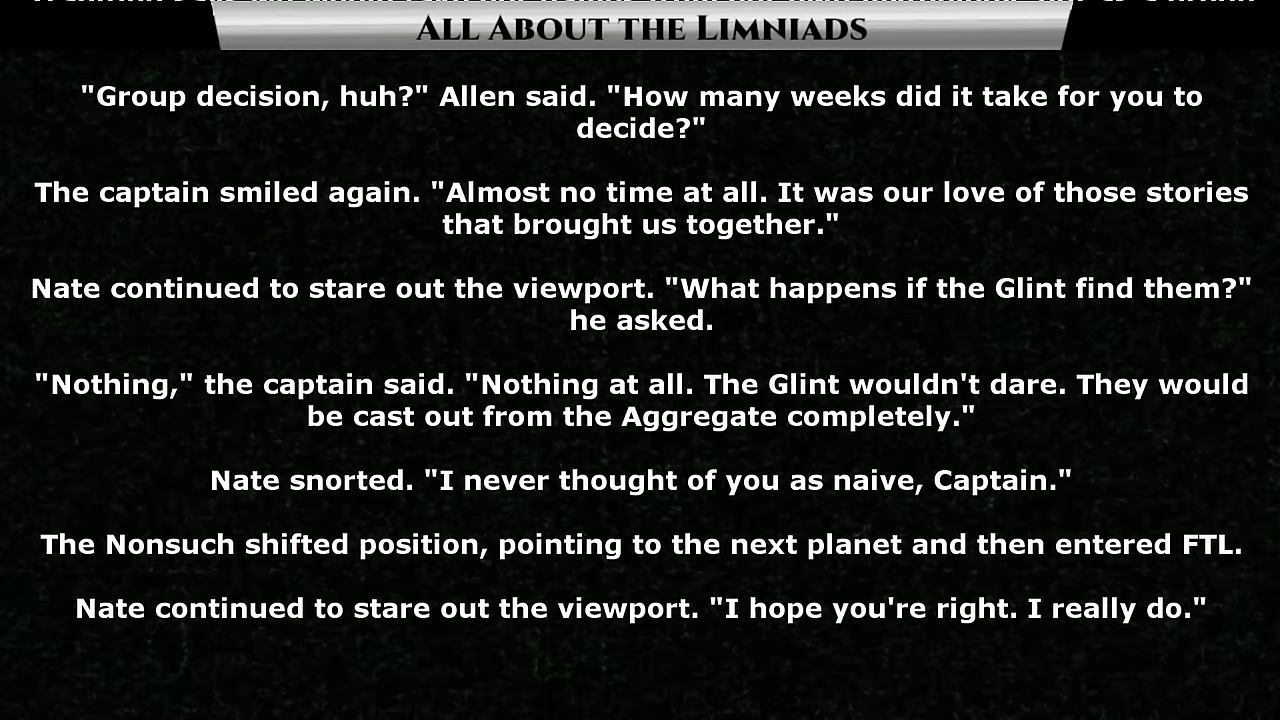 All About the Limniads
"Group decision, huh?" Allen said. "How many weeks did it take for you to
decide?"
The captain smiled again. "Almost no time at all. It was our love of those stories
that brought us together."
Nate continued to stare out the viewport. "What happens if the Glint find them?"
he asked.
"Nothing," the captain said. "Nothing at all. The Glint wouldn't dare. They would
be cast out from the Aggregate completely."
Nate snorted. "I never thought of you as naive, Captain."
The Nonsuch shifted position, pointing to the next planet and then entered FTL.
Nate continued to stare out the viewport. "I hope you're right. I really do."